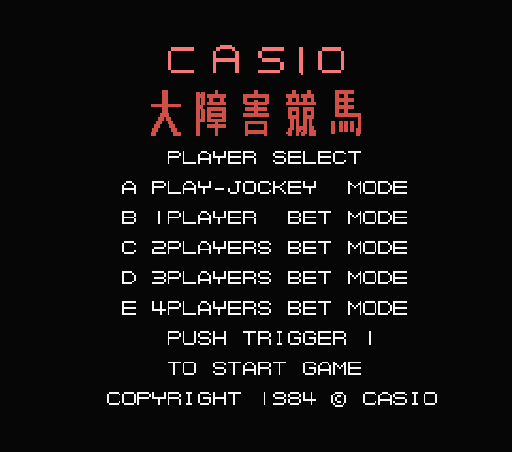 CASIO
大障害競馬
PLAYER SELECT
A PLAY-JOCKEY MODE
B 1PLAYER BET MODE
C 2PLAYERS BET MODE
D 3PLAYERS BET MODE
E 4PLAYERS BET MODE
PUSH TRIGGER 1
TO START GAME
COPYRIGHT 1984 © CASIO